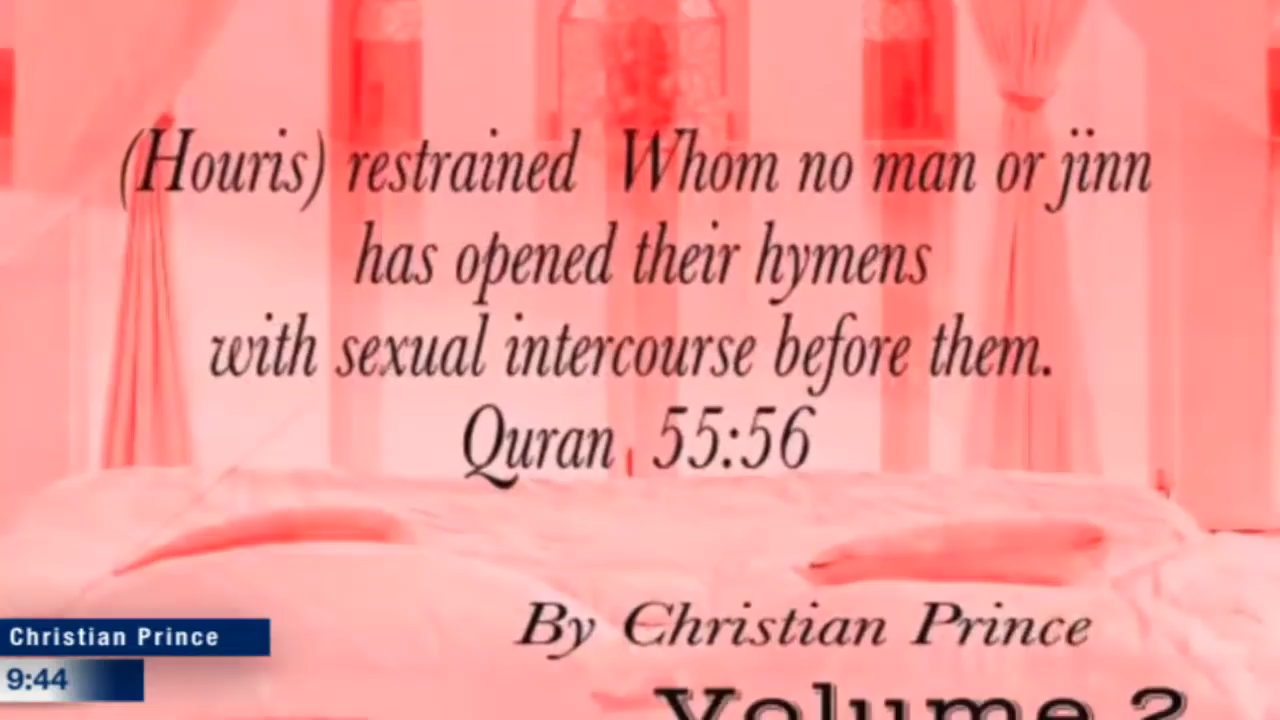 (Houris) restrained Whom no man or jinn
has opened their hymens
with sexual intercourse before them.
Quran 55:56
By Christian Prince
Volume 2
Christian Prince
9:44